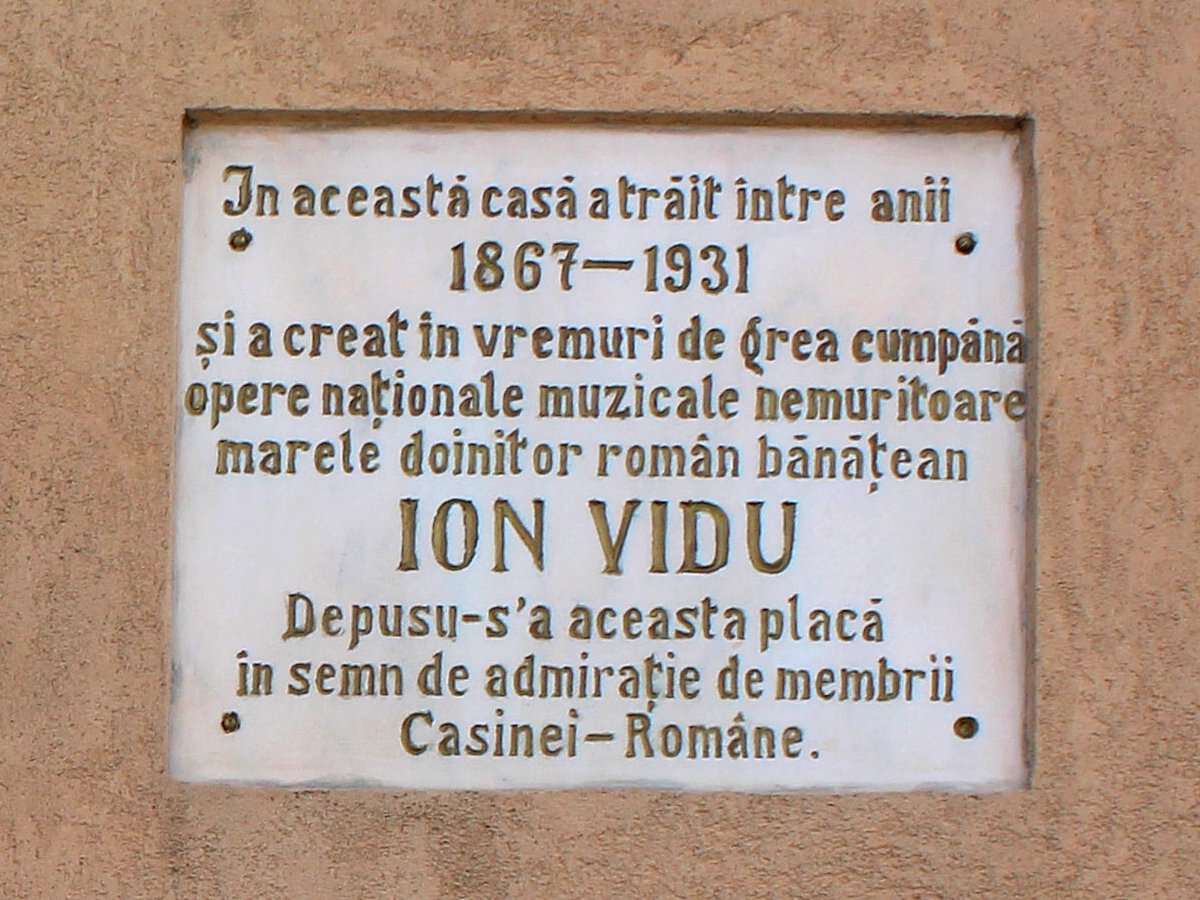 In această casă a trăit între anii
1867–1931
și a creat în vremuri de grea cumpănă
opere naționale muzicale nemuritoare
marele doinitor român bănățean
ION VIDU
Depusu-s'a aceasta placă
în semn de admirație de membrii
Casinei-Române.